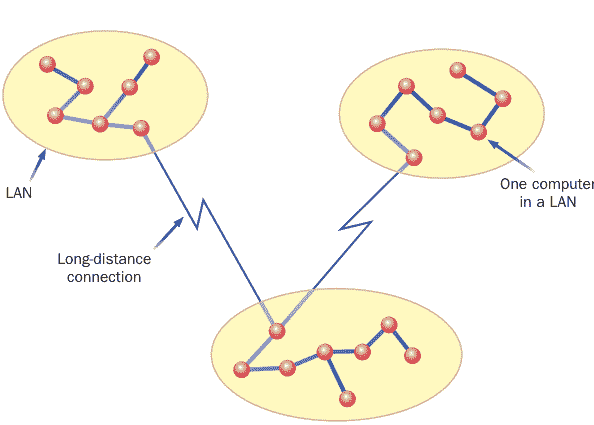 LAN
One computer
in a LAN
Long-distance
connection